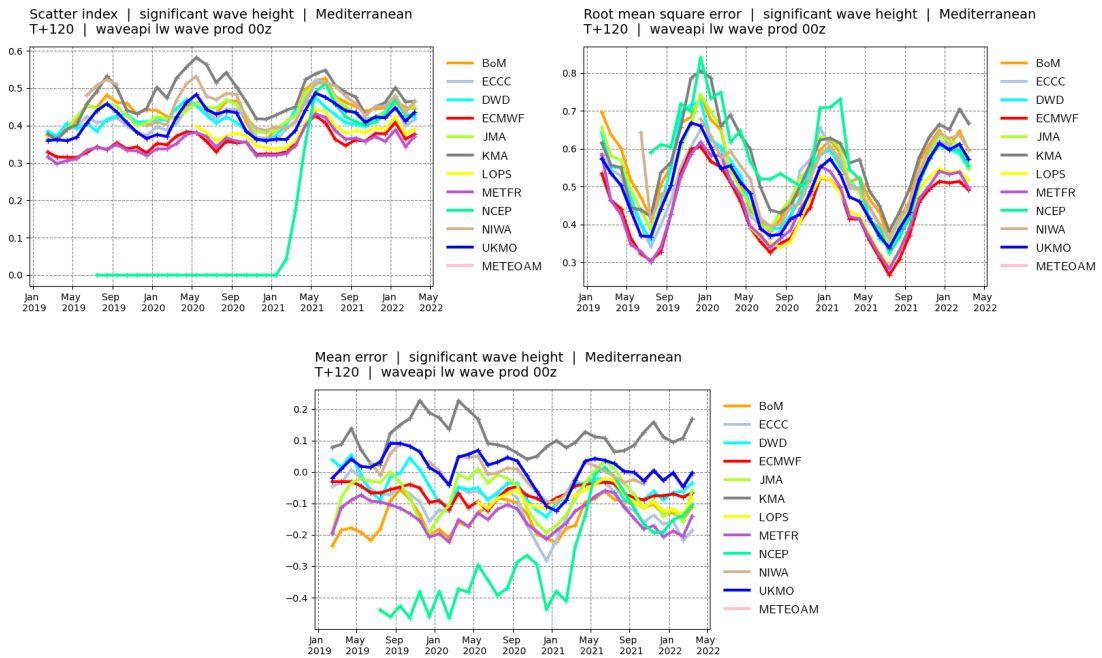 Scatter index | significant wave height | Mediterranean
T+120 | waveapi lw wave prod 00z
0.6
0.5
0.4
0.3
0.2
0.1
0.0
Jan 2019
May 2019
Sep 2019
Jan 2020
May 2020
Sep 2020
Jan 2021
May 2021
Sep 2021
Jan 2022
May 2022
BoM
ECCC
DWD
ECMWF
JMA
KMA
LOPS
METFR
NCEP
NIWA
UKMO
METEOAM
Root mean square error | significant wave height | Mediterranean
T+120 | waveapi lw wave prod 00z
0.8
0.7
0.6
0.5
0.4
0.3
Jan 2019
May 2019
Sep 2019
Jan 2020
May 2020
Sep 2020
Jan 2021
May 2021
Sep 2021
Jan 2022
May 2022
BoM
ECCC
DWD
ECMWF
JMA
KMA
LOPS
METFR
NCEP
NIWA
UKMO
METEOAM
Mean error | significant wave height | Mediterranean
T+120 | waveapi lw wave prod 00z
0.2
0.1
0.0
−0.1
−0.2
−0.3
−0.4
Jan 2019
May 2019
Sep 2019
Jan 2020
May 2020
Sep 2020
Jan 2021
May 2021
Sep 2021
Jan 2022
May 2022
BoM
ECCC
DWD
ECMWF
JMA
KMA
LOPS
METFR
NCEP
NIWA
UKMO
METEOAM